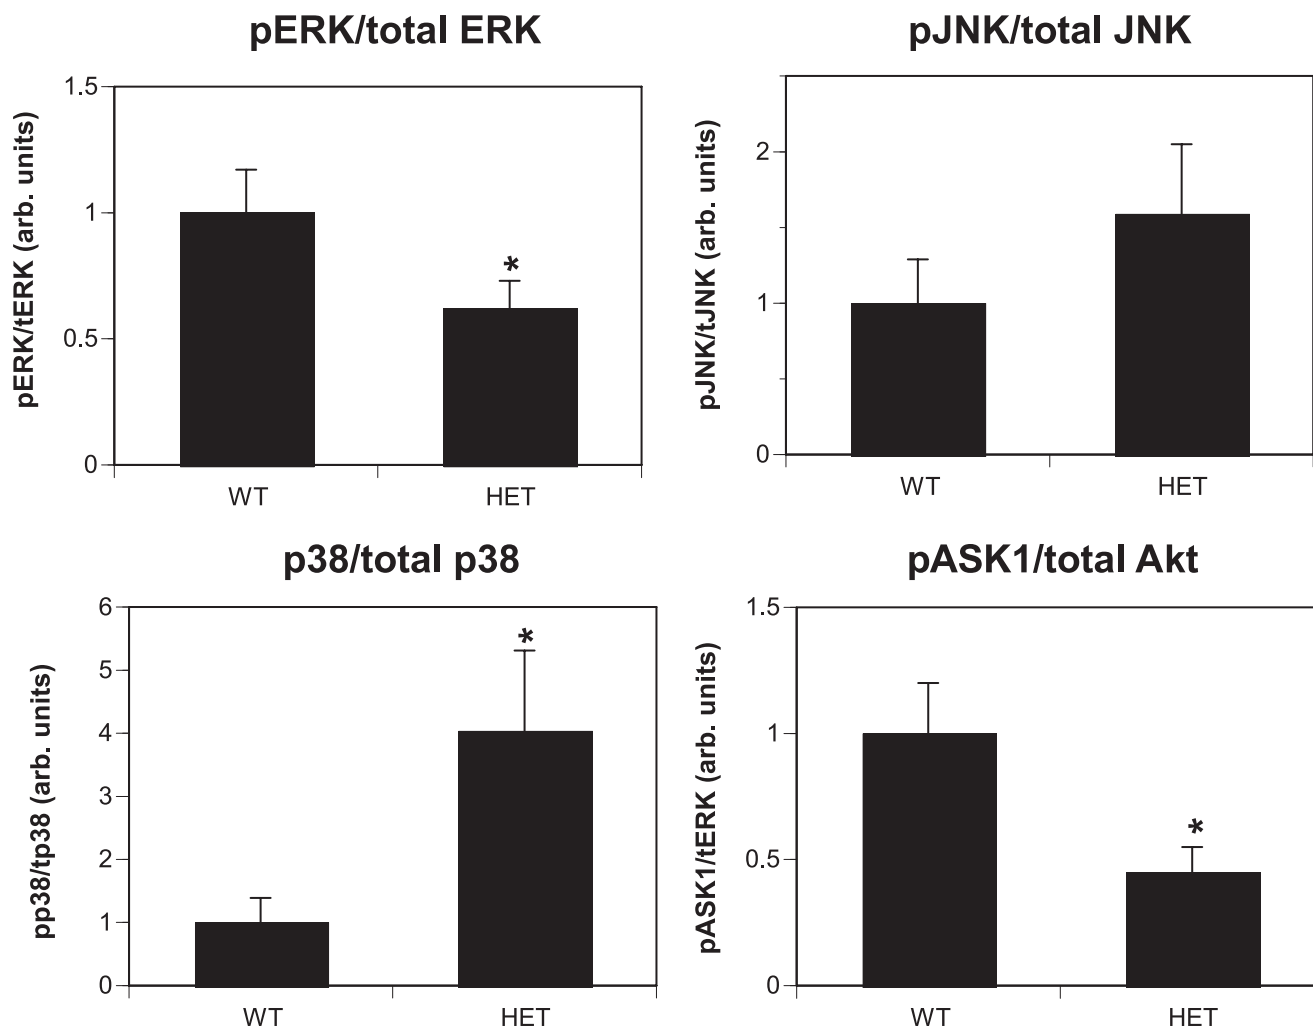 pERK/total ERK
pERK/tERK (arb. units)
1.5
1
0.5
0
*
WT
HET
pJNK/total JNK
pJNK/tJNK (arb. units)
2
1
0
WT
HET
p38/total p38
pp38/tp38 (arb. units)
6
5
4
3
2
1
0
*
WT
HET
pASK1/total Akt
pASK1/tERK (arb. units)
1.5
1
0.5
0
*
WT
HET